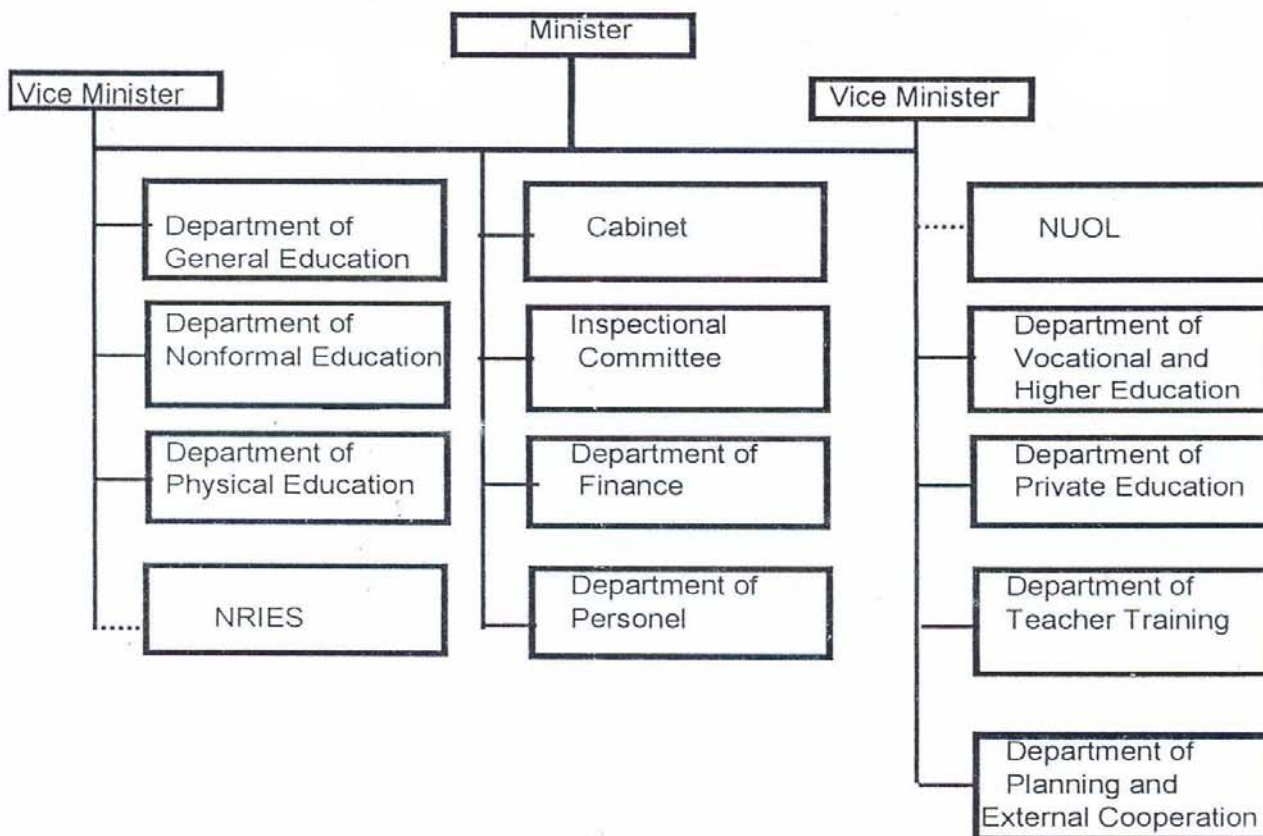 Minister
Vice Minister
Vice Minister
Department of
General Education
Department of
Nonformal Education
Department of
Physical Education
NRIES
Cabinet
Inspectional
Committee
Department of
Finance
Department of
Personel
NUOL
Department of
Vocational and
Higher Education
Department of
Private Education
Department of
Teacher Training
Department of
Planning and
External Cooperation